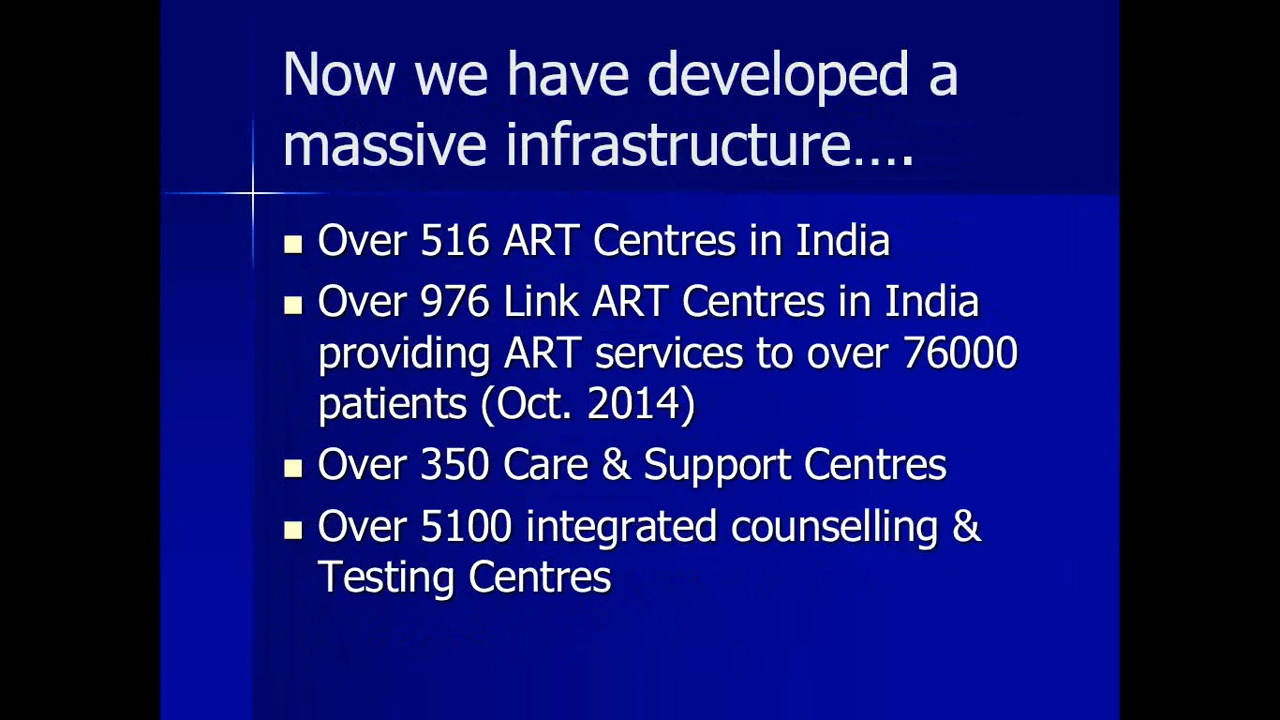 Now we have developed a
massive infrastructure….
Over 516 ART Centres in India
Over 976 Link ART Centres in India
providing ART services to over 76000
patients (Oct. 2014)
Over 350 Care & Support Centres
Over 5100 integrated counselling &
Testing Centres